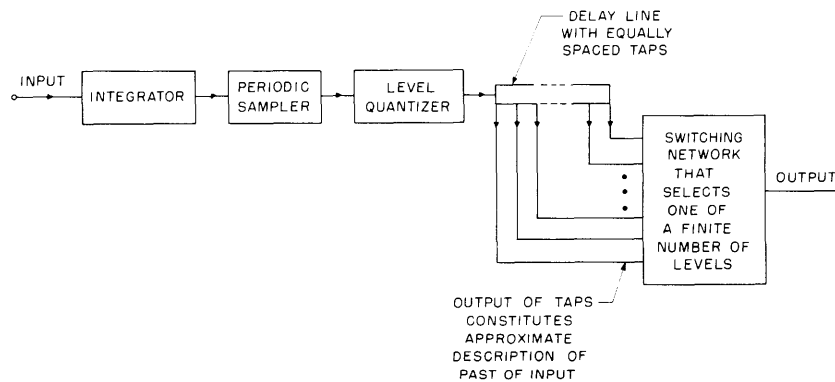 DELAY LINE
WITH EQUALLY
SPACED TAPS
INPUT
INTEGRATOR
PERIODIC
SAMPLER
LEVEL
QUANTIZER
SWITCHING
NETWORK
THAT
SELECTS
ONE OF
A FINITE
NUMBER OF
LEVELS
OUTPUT
OUTPUT OF TAPS
CONSTITUTES
APPROXIMATE
DESCRIPTION OF
PAST OF INPUT